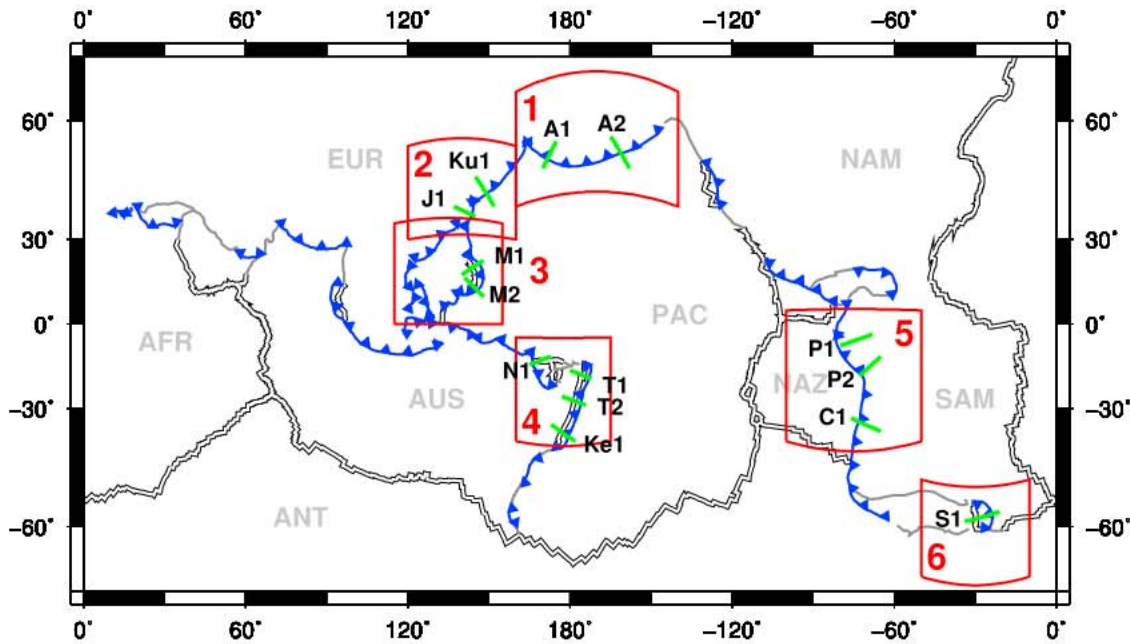 0° 60° 120° 180° −120° −60° 0°
60° 60°
1 A1 A2
EUR 2 Ku1 NAM
J1
30° 30°
M1
3
M2
0° PAC 0°
AFR 5
P1
N1 T1 NAZ P2
AUS T2 SAM
−30° C1 −30°
4 Ke1
ANT S1
−60° −60°
6
0° 60° 120° 180° −120° −60° 0°